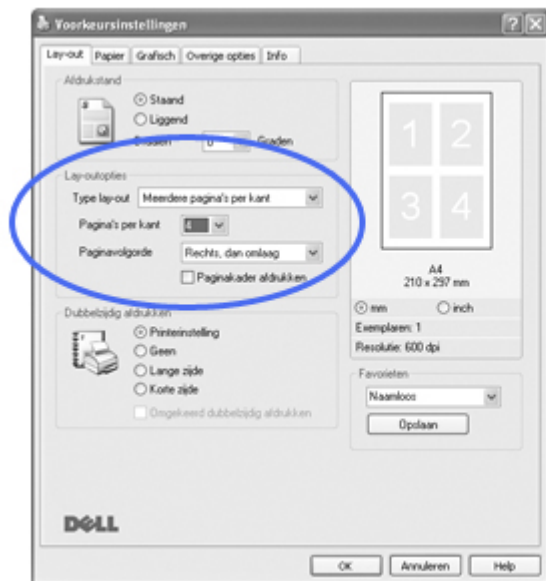 Voorkeursinstellingen
Lay-out Papier Grafisch Overige opties Info
Afdrukstand
Staand
Liggend
0 Graden
Lay-outopties
Type lay-out Meerdere pagina's per kant
Pagina's per kant 4
Paginavolgorde Rechts, dan omlaag
Paginakader afdrukken
Dubbelzijdig afdrukken
Printerinstelling
Geen
Lange zijde
Korte zijde
Omgekeerd dubbelzijdig afdrukken
1 2
3 4
A4
210 x 297 mm
mm inch
Exemplaren: 1
Resolutie: 600 dpi
Favorieten
Naamloos
Opslaan
DELL
OK Annuleren Help